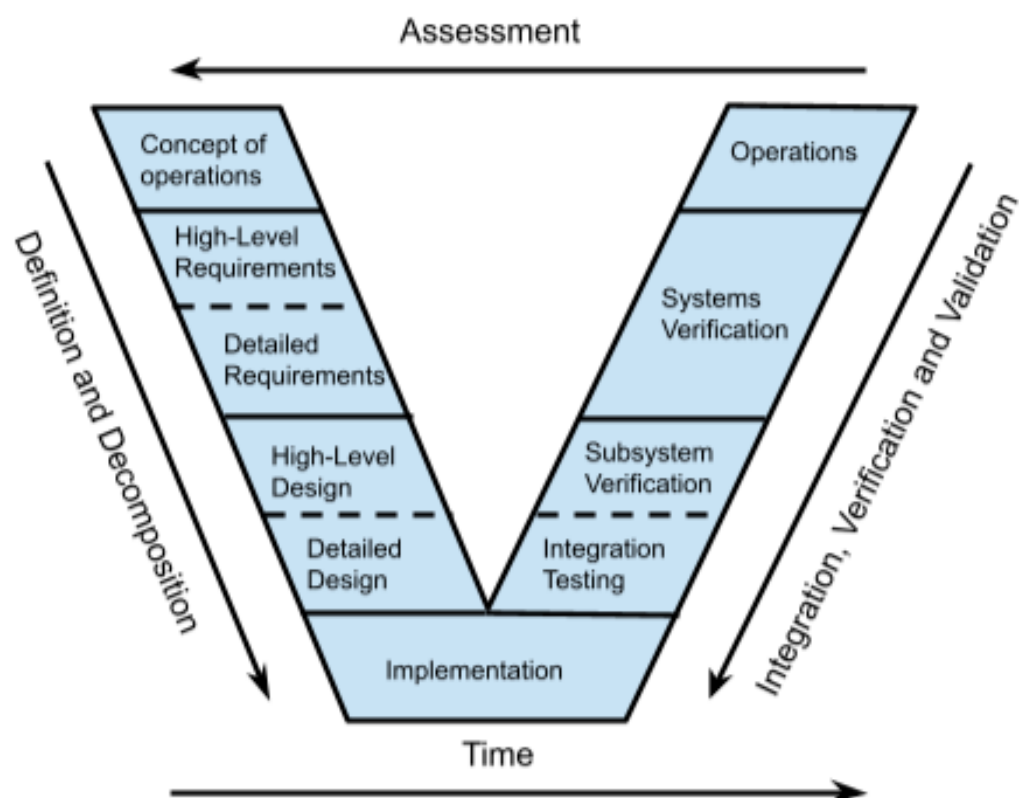 Assessment
Concept of
operations
High-Level
Requirements
Detailed
Requirements
High-Level
Design
Detailed
Design
Implementation
Operations
Systems
Verification
Subsystem
Verification
Integration
Testing
Definition and Decomposition
Integration, Verification and Validation
Time